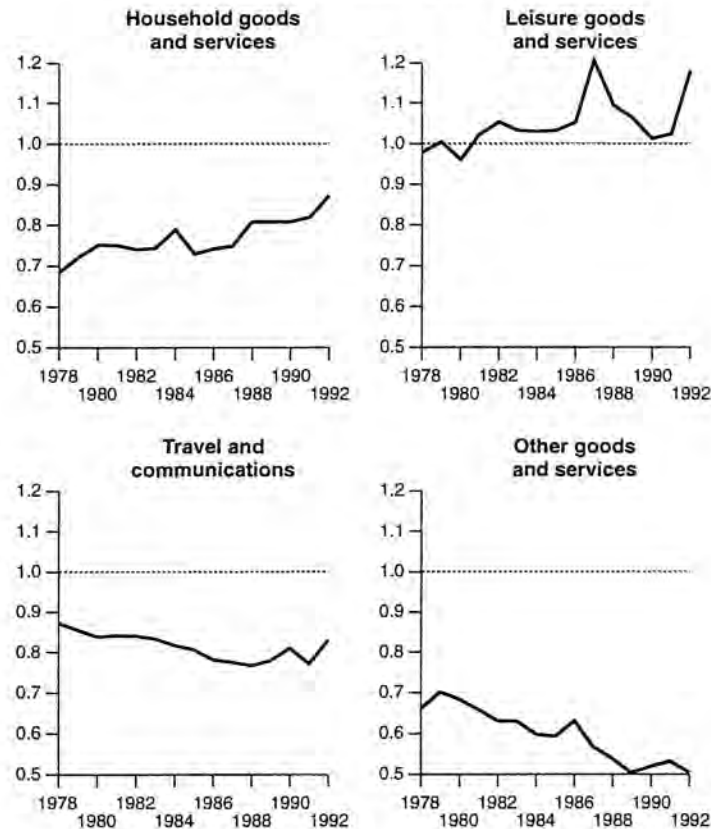 Household goods
and services
1.2
1.1
1.0
0.9
0.8
0.7
0.6
0.5
1978 1982 1986 1990
1980 1984 1988 1992
Leisure goods
and services
1.2
1.1
1.0
0.9
0.8
0.7
0.6
0.5
1978 1982 1986 1990
1980 1984 1988 1992
Travel and
communications
1.2
1.1
1.0
0.9
0.8
0.7
0.6
0.5
1978 1982 1986 1990
1980 1984 1988 1992
Other goods
and services
1.2
1.1
1.0
0.9
0.8
0.7
0.6
0.5
1978 1982 1986 1990
1980 1984 1988 1992